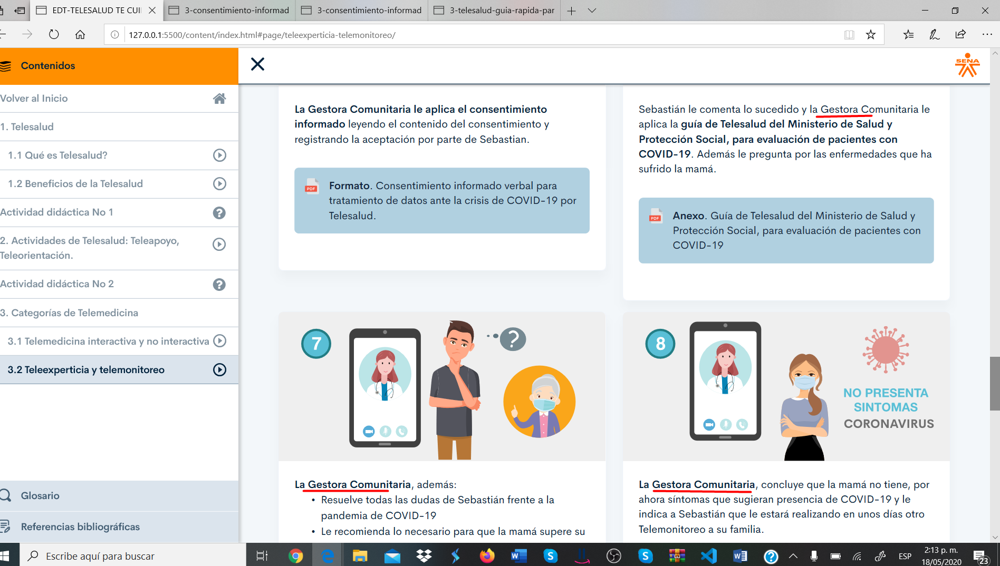 EDT-TELESALUD TE CUI
3-consentimiento-informad
3-consentimiento-informad
3-telesalud-guia-rapida-par
127.0.0.1:5500/content/index.html#page/teleexperticia-telemonitoreo/
Contenidos
SENA
Volver al Inicio
1. Telesalud
1.1 Qué es Telesalud?
1.2 Beneficios de la Telesalud
Actividad didáctica No 1
?
2. Actividades de Telesalud: Teleapoyo,
Teleorientación.
Actividad didáctica No 2
?
3. Categorías de Telemedicina
3.1 Telemedicina interactiva y no interactiva
3.2 Teleexperticia y telemonitoreo
Glosario
Referencias bibliográficas
La Gestora Comunitaria le aplica el consentimiento
informado leyendo el contenido del consentimiento y
registrando la aceptación por parte de Sebastian.
PDF
Formato. Consentimiento informado verbal para
tratamiento de datos ante la crisis de COVID-19 por
Telesalud.
Sebastián le comenta lo sucedido y la Gestora Comunitaria le
aplica la guía de Telesalud del Ministerio de Salud y
Protección Social, para evaluación de pacientes con
COVID-19. Además le pregunta por las enfermedades que ha
sufrido la mamá.
PDF
Anexo. Guía de Telesalud del Ministerio de Salud y
Protección Social, para evaluación de pacientes con
COVID-19
7
?
La Gestora Comunitaria, además:
• Resuelve todas las dudas de Sebastián frente a la
pandemia de COVID-19
• Le recomienda lo necesario para que la mamá supere su
8
NO PRESENTA
SINTOMAS
CORONAVIRUS
La Gestora Comunitaria, concluye que la mamá no tiene, por
ahora síntomas que sugieran presencia de COVID-19 y le
indica a Sebastián que le estará realizando en unos días otro
Telemonitoreo a su familia.
Escribe aquí para buscar
ESP
2:13 p. m.
18/05/2020
23